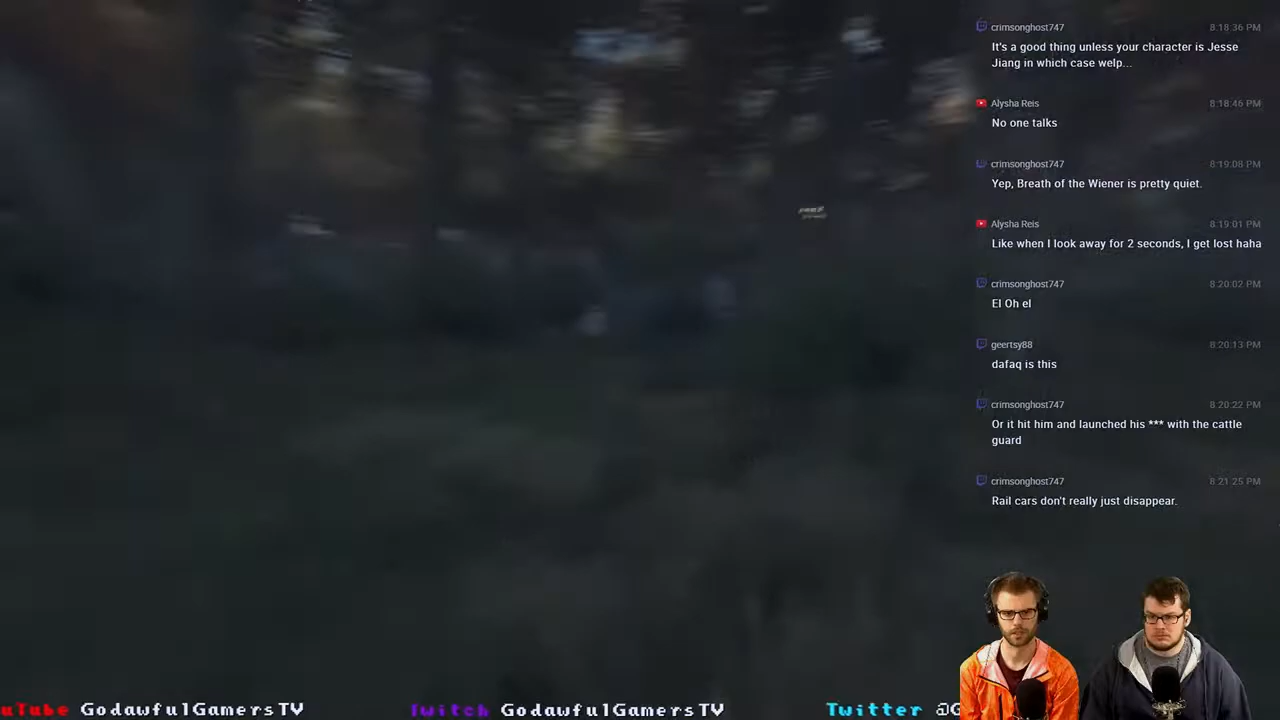 crimsonghost747 8:18:36 PM
It's a good thing unless your character is Jesse
Jiang in which case welp...
Alysha Reis 8:18:46 PM
No one talks
crimsonghost747 8:19:08 PM
Yep, Breath of the Wiener is pretty quiet.
Alysha Reis 8:19:01 PM
Like when I look away for 2 seconds, I get lost haha
crimsonghost747 8:20:02 PM
El Oh el
geertsy88 8:20:13 PM
dafaq is this
crimsonghost747 8:20:22 PM
Or it hit him and launched his *** with the cattle
guard
crimsonghost747 8:21:25 PM
Rail cars don't really just disappear.
uTube GodawfulGamersTV Twitch GodawfulGamersTV Twitter @G